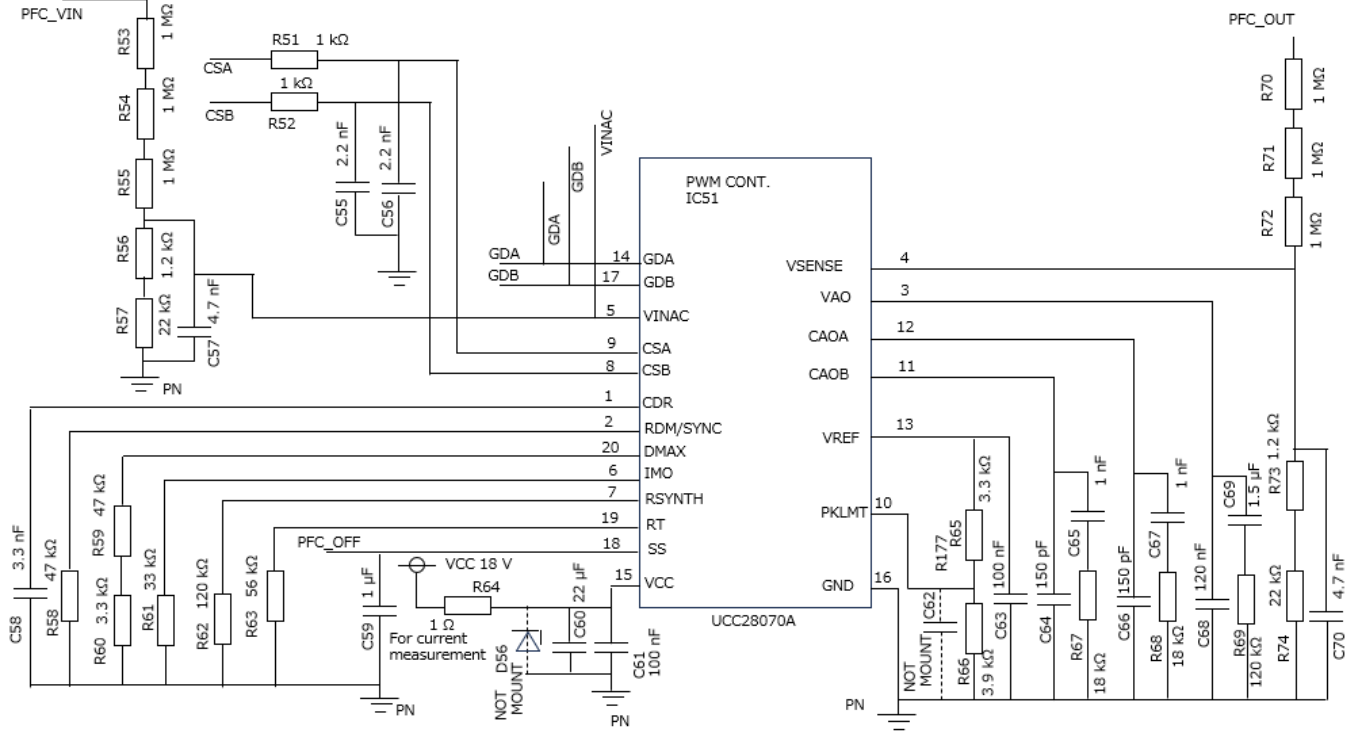 PFC_VIN
R53
1 MΩ
R54
1 MΩ
R55
1 MΩ
R56
1.2 kΩ
R57
22 kΩ
4.7 nF
C57
PN
R51
1 kΩ
CSA
1 kΩ
CSB
R52
2.2 nF
2.2 nF
C55
C56
VINAC
GDB
GDA
GDA
GDB
PWM CONT.
IC51
14
GDA
17
GDB
5
VINAC
9
CSA
8
CSB
1
CDR
2
RDM/SYNC
20
DMAX
6
IMO
7
RSYNTH
19
RT
18
SS
15
VCC
VSENSE
4
VAO
3
CAOA
12
CAOB
11
VREF
13
PKLMT
10
GND
16
UCC28070A
PFC_OUT
R70
1 MΩ
R71
1 MΩ
R72
1 MΩ
3.3 nF
C58
47 kΩ
R58
47 kΩ
R59
3.3 kΩ
R60
33 kΩ
R61
120 kΩ
R62
56 kΩ
R63
PFC_OFF
1 µF
C59
VCC 18 V
R64
1 Ω
For current
measurement
D56
NOT
MOUNT
22 µF
C60
C61
100 nF
PN
PN
PN
3.3 kΩ
R65
R177
C62
NOT
MOUNT
R66
3.9 kΩ
100 nF
C63
150 pF
C64
1 nF
C65
R67
18 kΩ
150 pF
C66
1 nF
C67
R68
18 kΩ
120 nF
C68
C69
1.5 µF
R69
120 kΩ
1.2 kΩ
R73
22 kΩ
R74
4.7 nF
C70